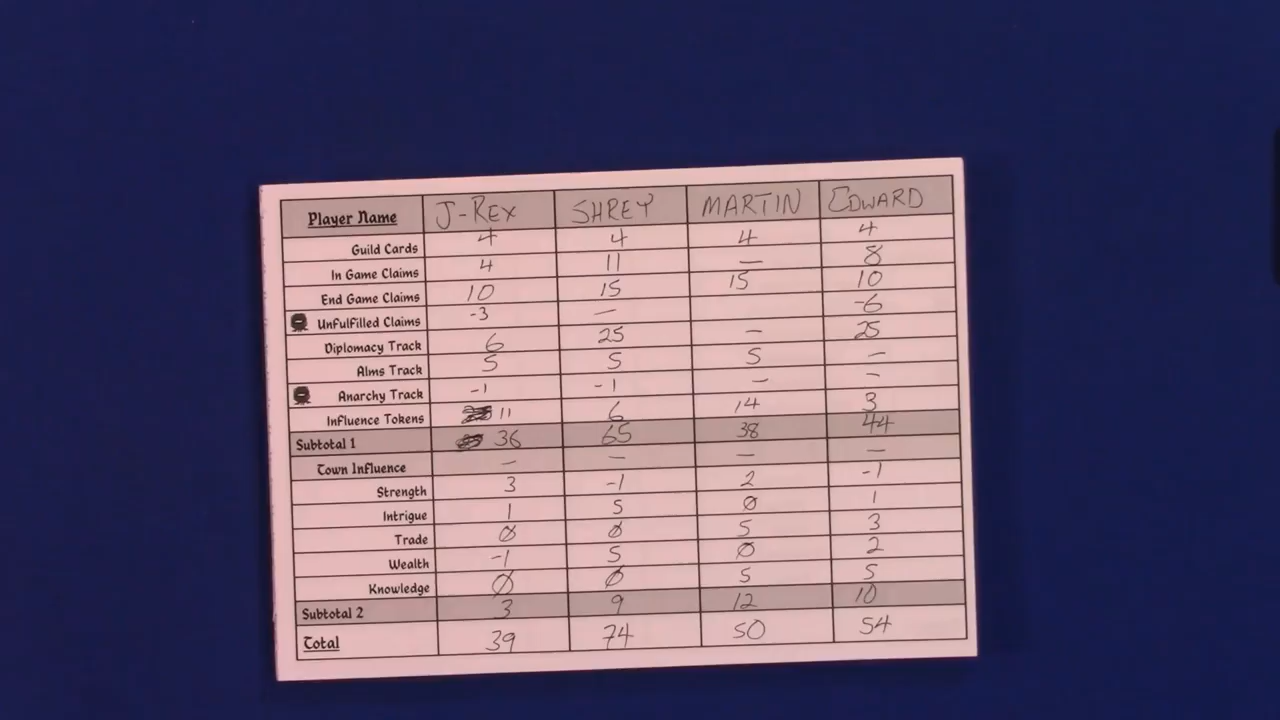 Player Name J-REX SHREY MARTIN EDWARD
Guild Cards 4 4 4 4
In Game Claims 4 11 — 8
End Game Claims 10 15 15 10
Unfulfilled Claims -3 — -6
Diplomacy Track 6 25 — 25
Alms Track 5 5 5 —
Anarchy Track -1 -1 — —
Influence Tokens 11 6 14 3
Subtotal 1 36 65 38 44
Town Influence — — — —
Strength 3 -1 2 -1
Intrigue 1 5 Ø 1
Trade Ø Ø 5 3
Wealth -1 5 Ø 2
Knowledge Ø Ø 5 5
Subtotal 2 3 9 12 10
Total 39 74 50 54